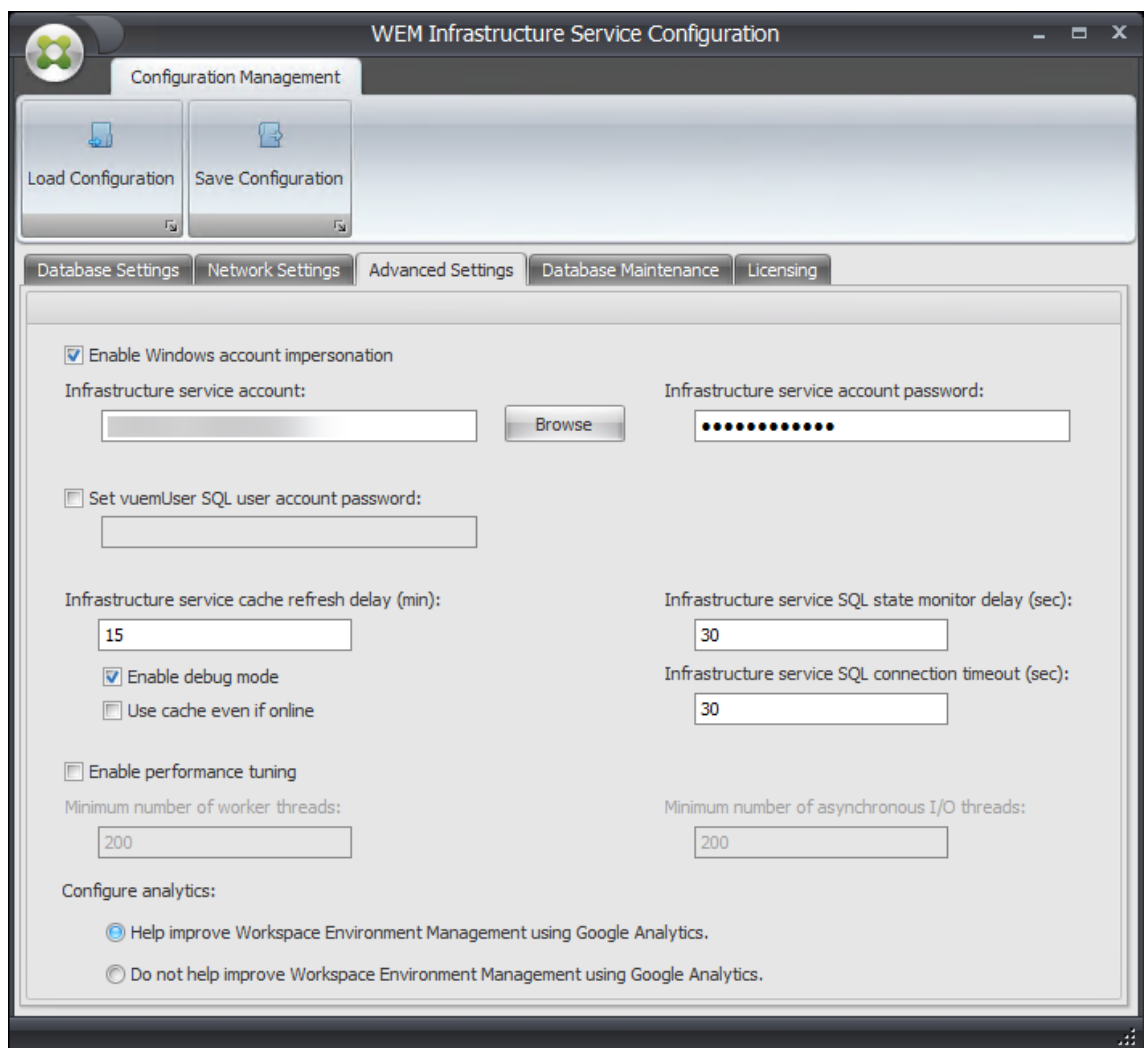 WEM Infrastructure Service Configuration
Configuration Management
Load Configuration
Save Configuration
Database Settings
Network Settings
Advanced Settings
Database Maintenance
Licensing
Enable Windows account impersonation
Infrastructure service account:
Infrastructure service account password:
Browse
Set vuemUser SQL user account password:
Infrastructure service cache refresh delay (min):
Infrastructure service SQL state monitor delay (sec):
15
30
Enable debug mode
Infrastructure service SQL connection timeout (sec):
Use cache even if online
30
Enable performance tuning
Minimum number of worker threads:
Minimum number of asynchronous I/O threads:
200
200
Configure analytics:
Help improve Workspace Environment Management using Google Analytics.
Do not help improve Workspace Environment Management using Google Analytics.